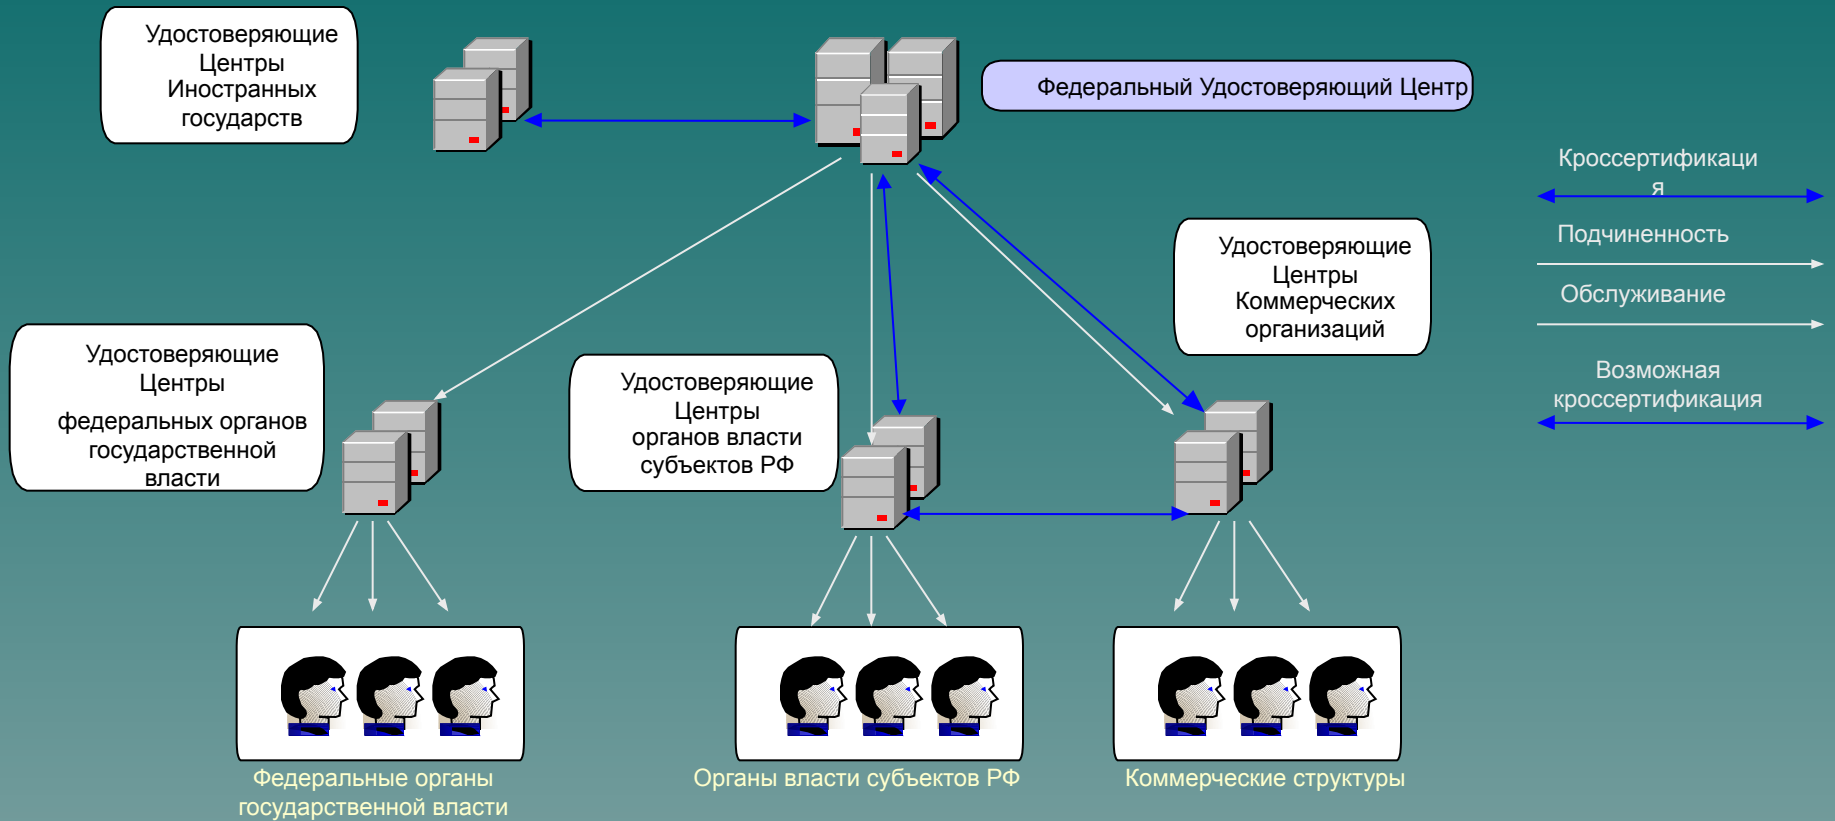 Удостоверяющие
Центры
Иностранных
государств
Федеральный Удостоверяющий Центр
Кроссертификаци
я
Подчиненность
Обслуживание
Возможная
кроссертификация
Удостоверяющие
Центры
Коммерческих
организаций
Удостоверяющие
Центры
федеральных органов
государственной
власти
Удостоверяющие
Центры
органов власти
субъектов РФ
Федеральные органы
государственной власти
Органы власти субъектов РФ
Коммерческие структуры